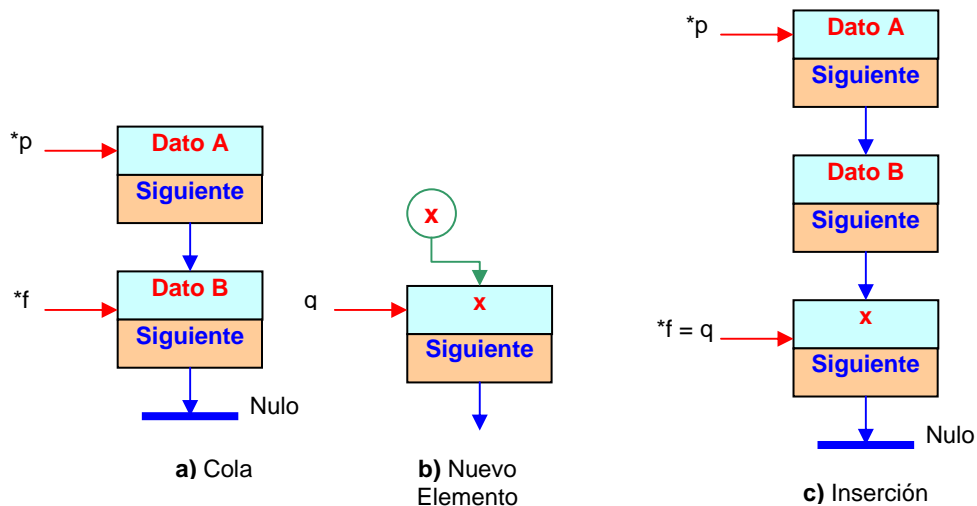 *p
Dato A
Siguiente
*f
Dato B
Siguiente
Nulo
a) Cola
x
q
x
Siguiente
b) Nuevo
Elemento
*p
Dato A
Siguiente
Dato B
Siguiente
*f = q
x
Siguiente
Nulo
c) Inserción